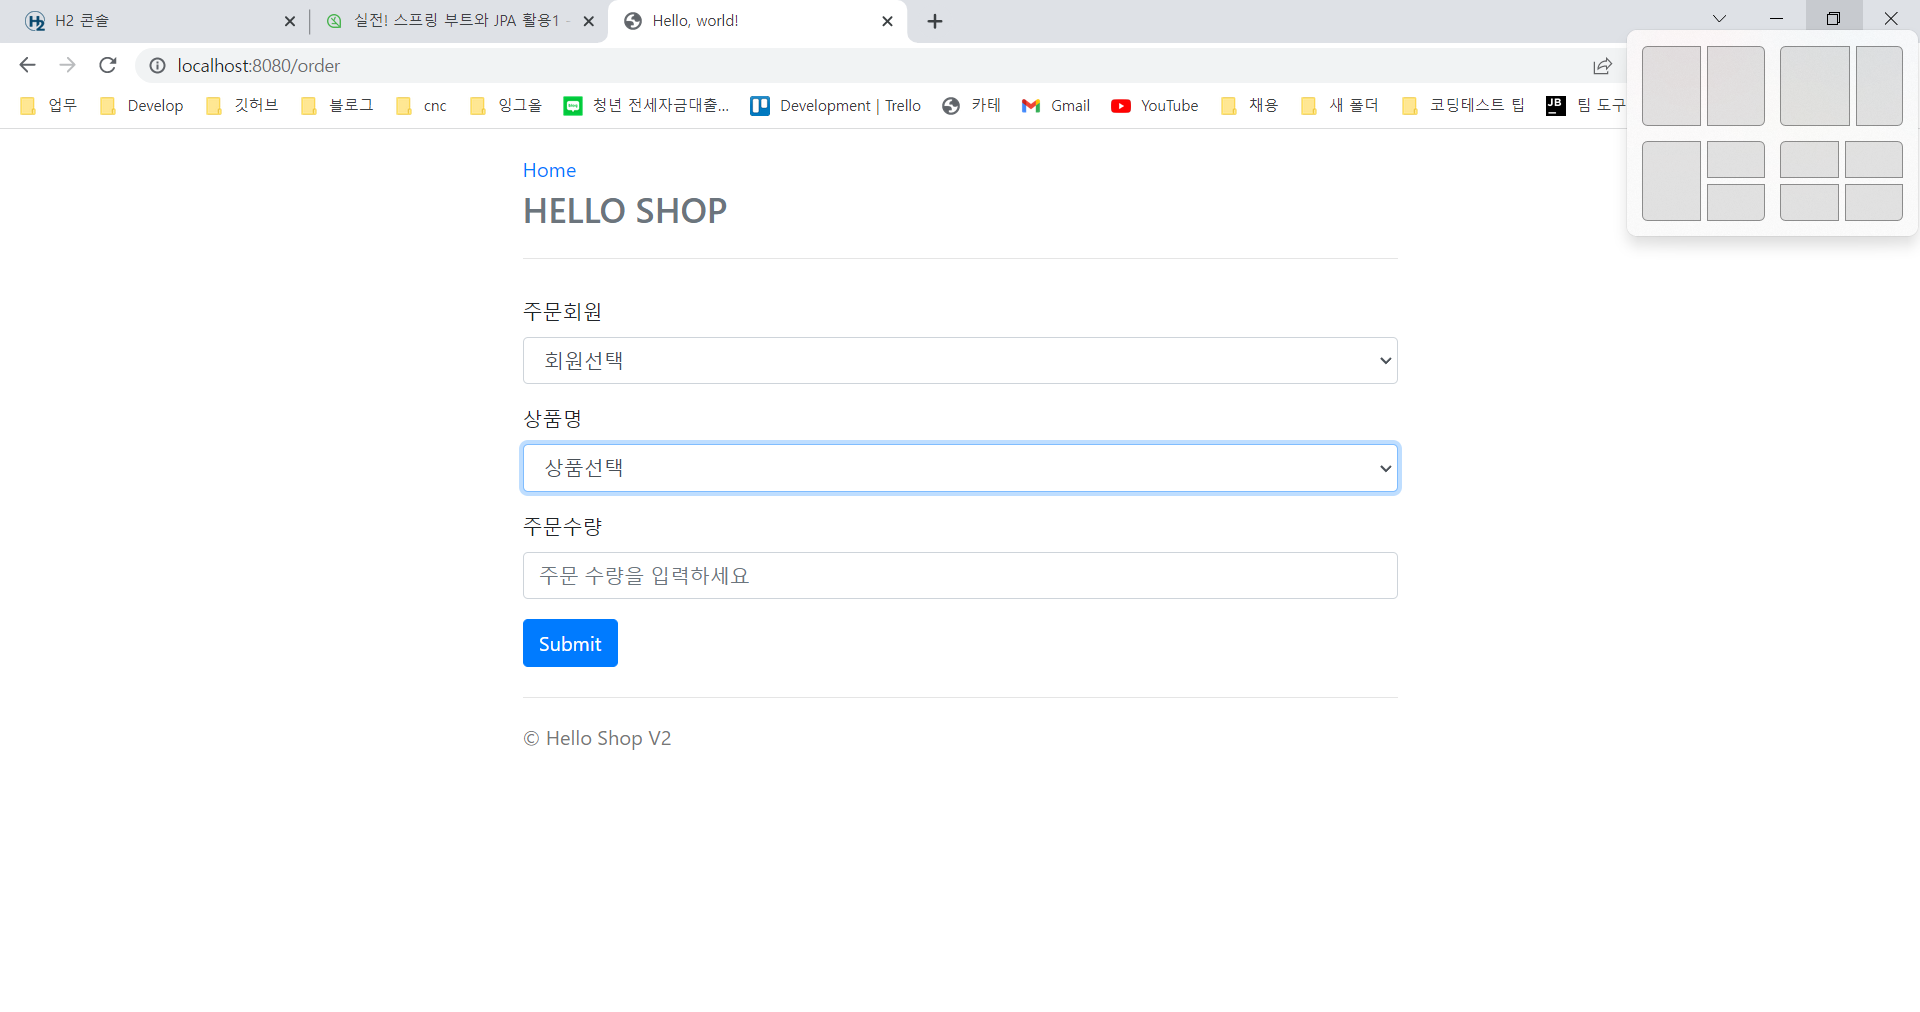 H2 콘솔
실전! 스프링 부트와 JPA 활용1 -
Hello, world!
localhost:8080/order
업무 Develop 깃허브 블로그 cnc 잉그올 청년 전세자금대출... Development | Trello 카테 Gmail YouTube 채용 새 폴더 코딩테스트 팁 팀 도구
Home
HELLO SHOP
주문회원
회원선택
상품명
상품선택
주문수량
주문 수량을 입력하세요
Submit
© Hello Shop V2